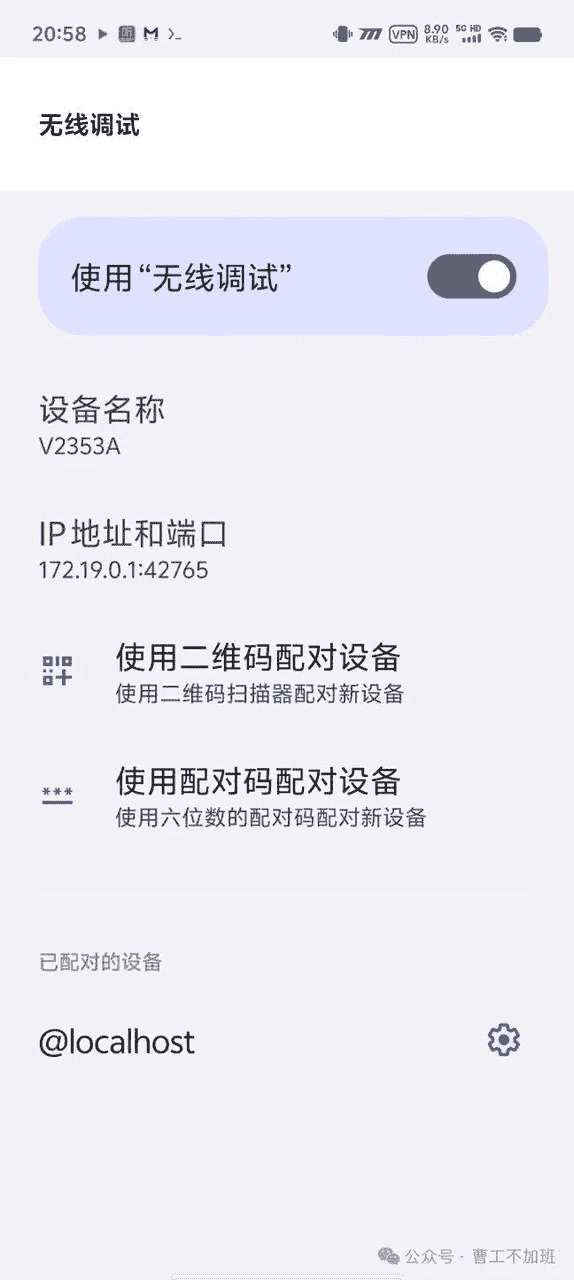 20:58
VPN 8.90 KB/s 5G HD
无线调试
使用“无线调试”
设备名称
V2353A
IP 地址和端口
172.19.0.1:42765
使用二维码配对设备
使用二维码扫描器配对新设备
***
使用配对码配对设备
使用六位数的配对码配对新设备
已配对的设备
@localhost
公众号 · 曹工不加班